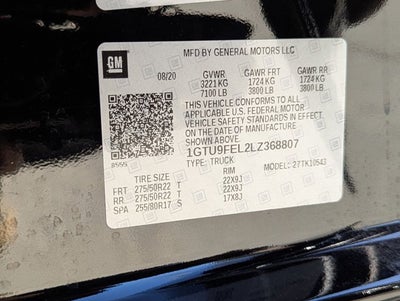 GM
MFD BY GENERAL MOTORS LLC
08/20
GVWR GAWR FRT GAWR RR
3221KG 1724 KG 1724 KG
7100 LB 3800 LB 3800 LB
THIS VEHICLE CONFORMS TO ALL
APPLICABLE U.S. FEDERAL MOTOR
VEHICLE SAFETY STANDARDS IN
EFFECT ON THE DATE OF
MANUFACTURE SHOWN ABOVE.
1GTU9FEL2LZ368807
TYPE: TRUCK
MODEL: 2TTK10543
TIRE SIZE RIM
FRT 275/50R22 T 22X9J
RR 275/50R22 T 22X9J
SPA 255/80R17 S 17X8J